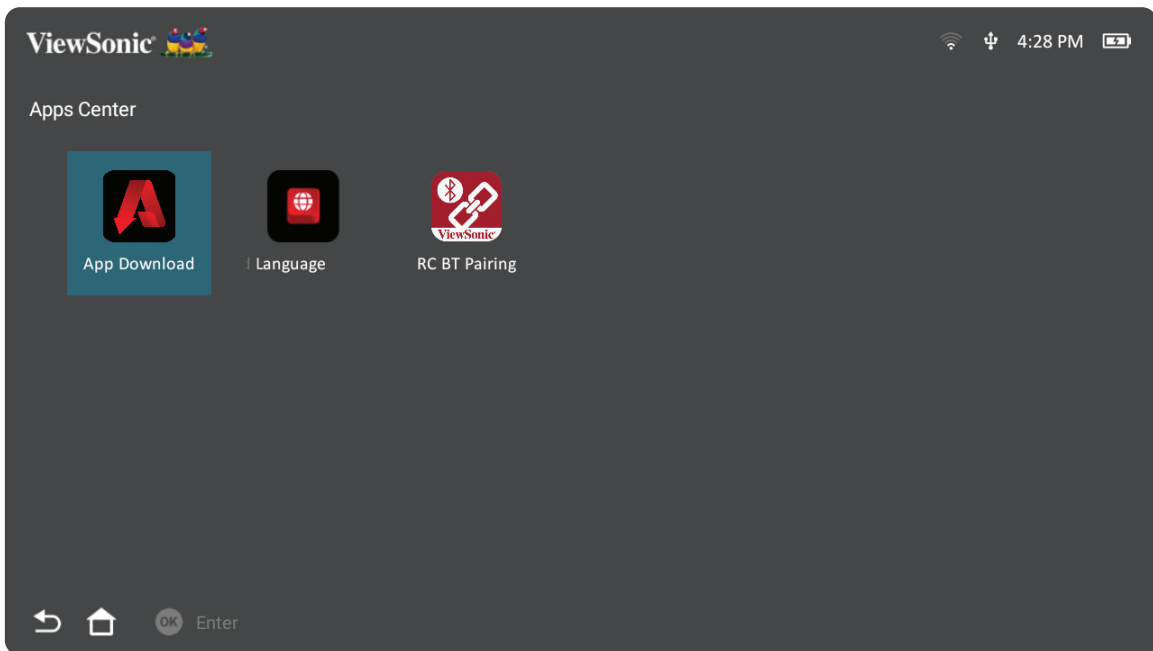 ViewSonic
4:28 PM
Apps Center
App Download
Language
RC BT Pairing
ViewSonic
OK Enter